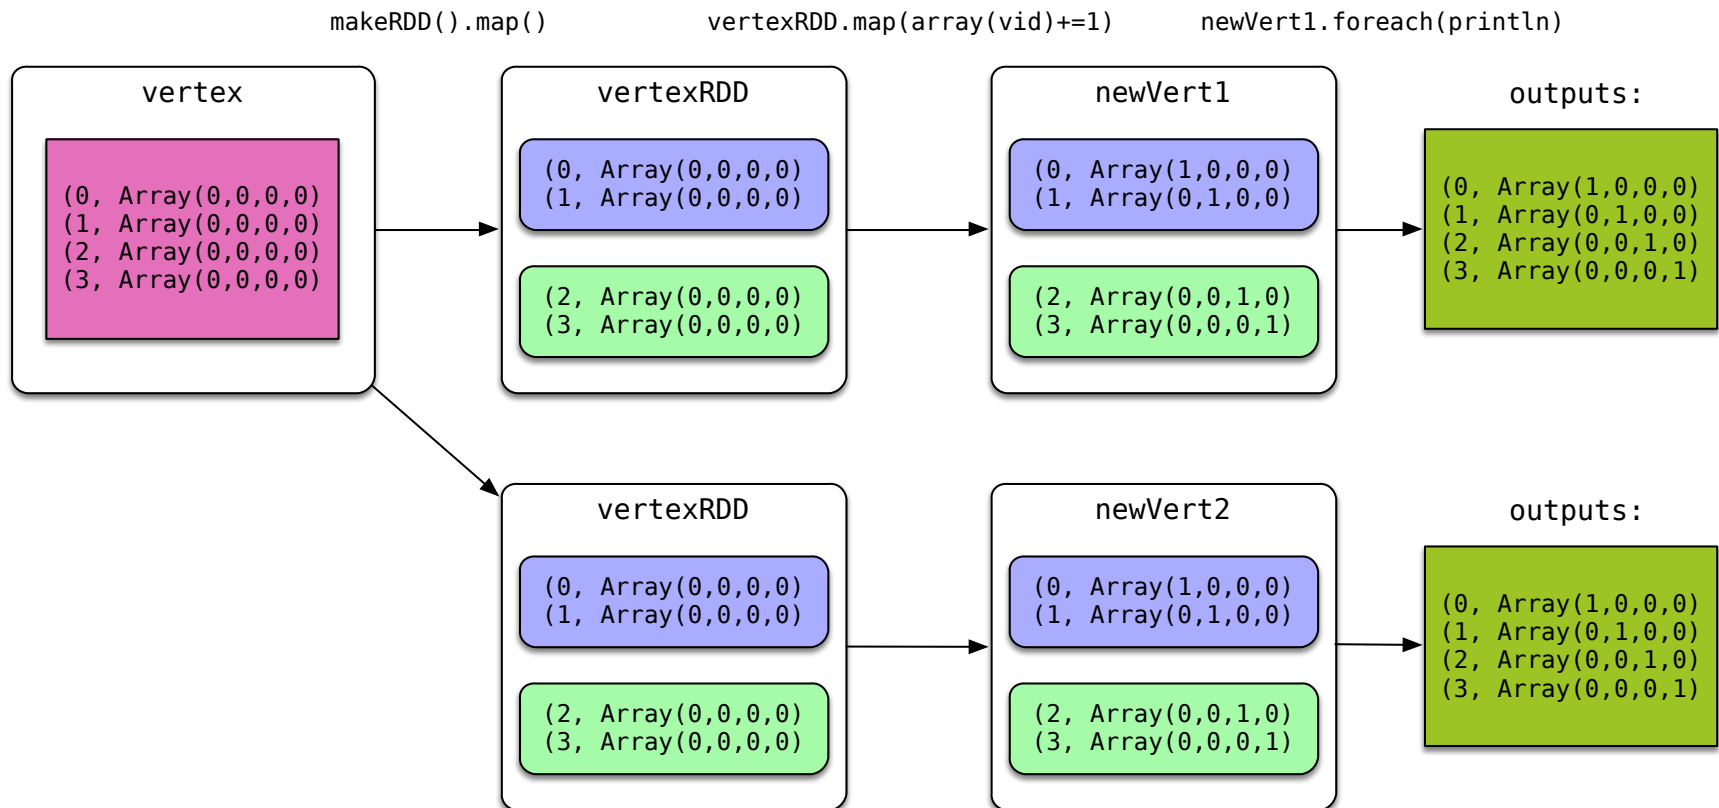 makeRDD().map()
vertexRDD.map(array(vid)+=1)
newVert1.foreach(println)
vertex
(0, Array(0,0,0,0)
(1, Array(0,0,0,0)
(2, Array(0,0,0,0)
(3, Array(0,0,0,0)
vertexRDD
(0, Array(0,0,0,0)
(1, Array(0,0,0,0)
(2, Array(0,0,0,0)
(3, Array(0,0,0,0)
newVert1
(0, Array(1,0,0,0)
(1, Array(0,1,0,0)
(2, Array(0,0,1,0)
(3, Array(0,0,0,1)
outputs:
(0, Array(1,0,0,0)
(1, Array(0,1,0,0)
(2, Array(0,0,1,0)
(3, Array(0,0,0,1)
vertexRDD
(0, Array(0,0,0,0)
(1, Array(0,0,0,0)
(2, Array(0,0,0,0)
(3, Array(0,0,0,0)
newVert2
(0, Array(1,0,0,0)
(1, Array(0,1,0,0)
(2, Array(0,0,1,0)
(3, Array(0,0,0,1)
outputs:
(0, Array(1,0,0,0)
(1, Array(0,1,0,0)
(2, Array(0,0,1,0)
(3, Array(0,0,0,1)